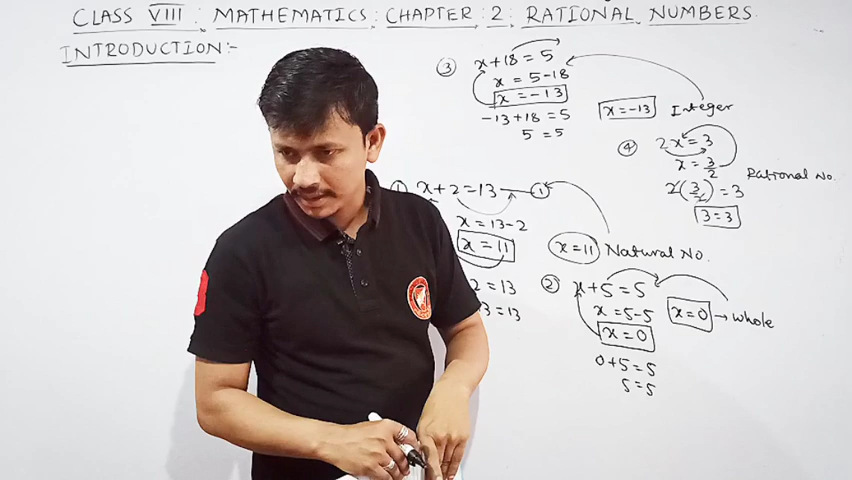 CLASS VIII: MATHEMATICS: CHAPTER: 2: RATIONAL NUMBERS
INTRODUCTION:-
③ x+18=5
x = 5-18
x = -13
-13+18=5
5 = 5
x=-13 Integer
④ 2x=3
x = 3/2
2(3/2)=3
3=3
Rational No.
① x+2=13 ①
x=13-2
x = 11
2 = 13
13 = 13
x=11 Natural No.
② x+5=5
x = 5-5
x = 0
0+5=5
5=5
x=0 → whole